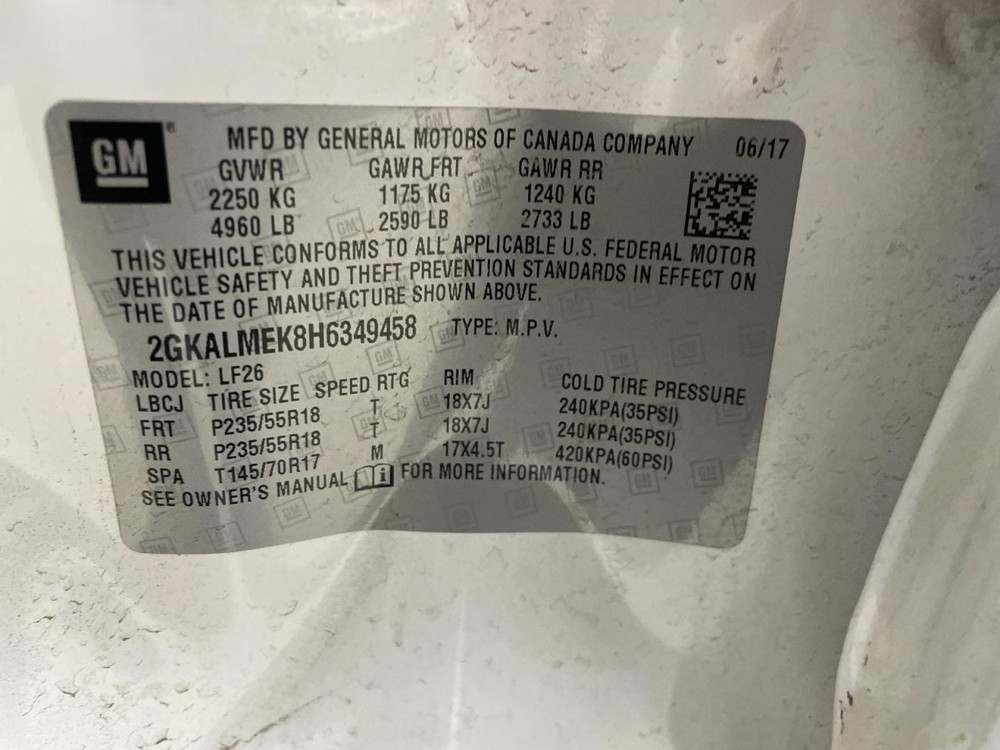 GM
MFD BY GENERAL MOTORS OF CANADA COMPANY 06/17
GVWR GAWR FRT GAWR RR
2250 KG 1175 KG 1240 KG
4960 LB 2590 LB 2733 LB
THIS VEHICLE CONFORMS TO ALL APPLICABLE U.S. FEDERAL MOTOR
VEHICLE SAFETY AND THEFT PREVENTION STANDARDS IN EFFECT ON
THE DATE OF MANUFACTURE SHOWN ABOVE.
2GKALMEK8H6349458 TYPE: M.P.V.
MODEL: LF26
LBCJ TIRE SIZE SPEED RTG RIM COLD TIRE PRESSURE
FRT P235/55R18 T 18X7J 240KPA(35PSI)
RR P235/55R18 T 18X7J 240KPA(35PSI)
SPA T145/70R17 M 17X4.5T 420KPA(60PSI)
SEE OWNER'S MANUAL FOR MORE INFORMATION.